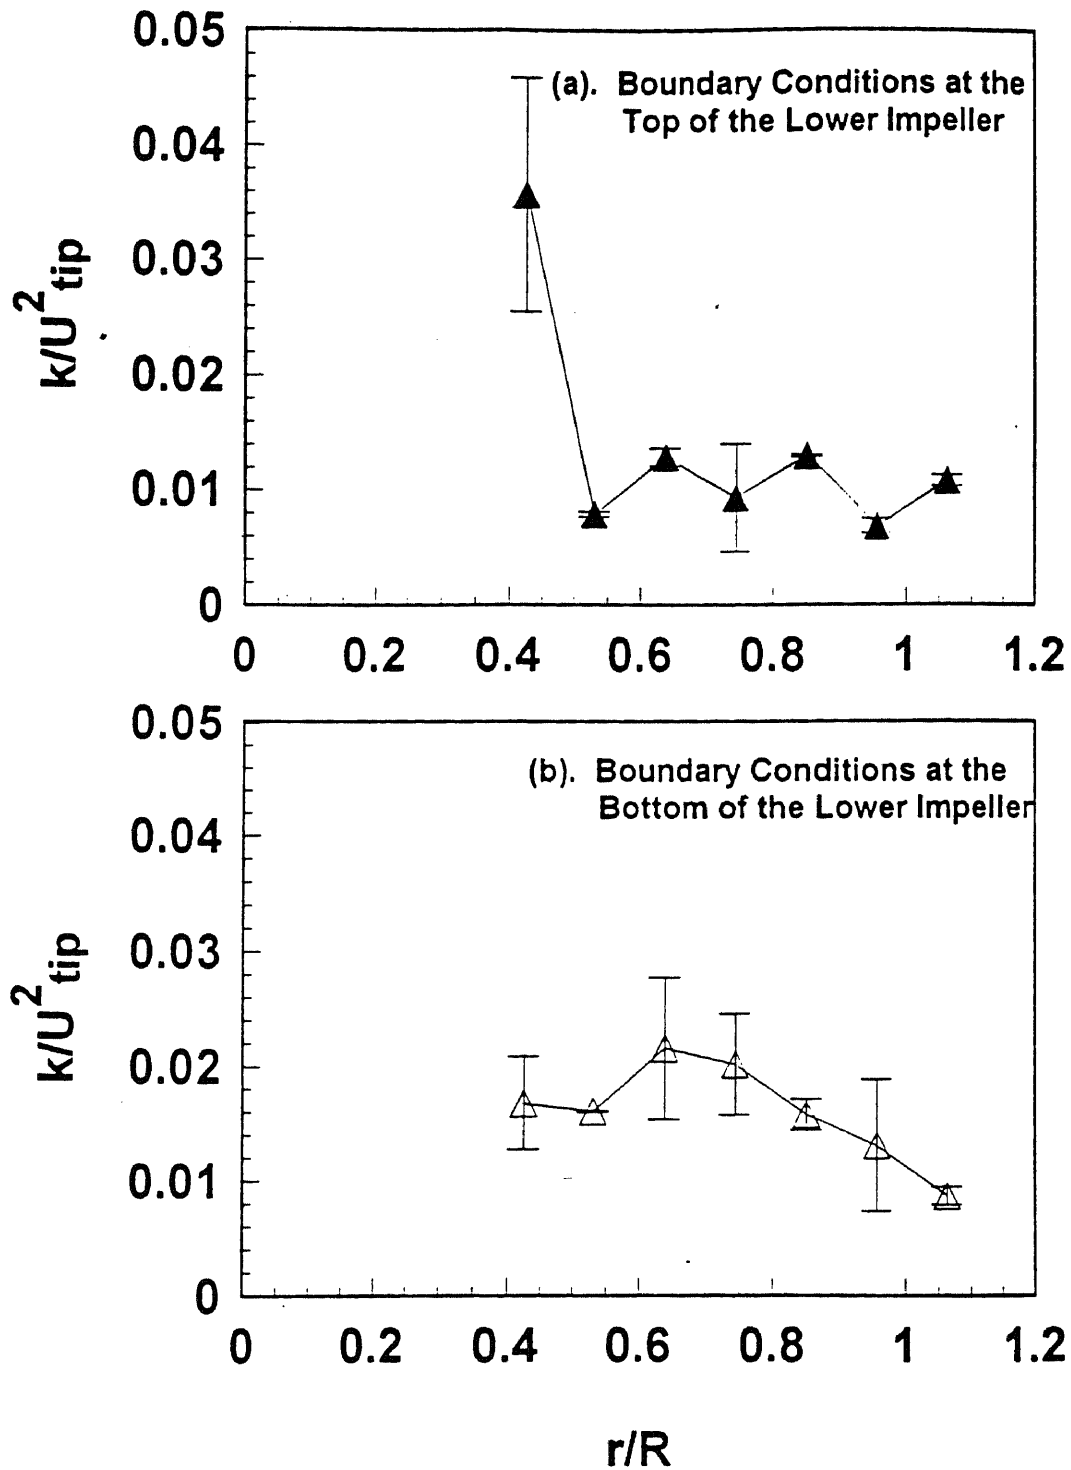 0.05
(a). Boundary Conditions at the
Top of the Lower Impeller
0.04
0.03
k/U²tip
0.02
0.01
0
0 0.2 0.4 0.6 0.8 1 1.2
0.05
(b). Boundary Conditions at the
Bottom of the Lower Impeller
0.04
0.03
k/U²tip
0.02
0.01
0
0 0.2 0.4 0.6 0.8 1 1.2
r/R